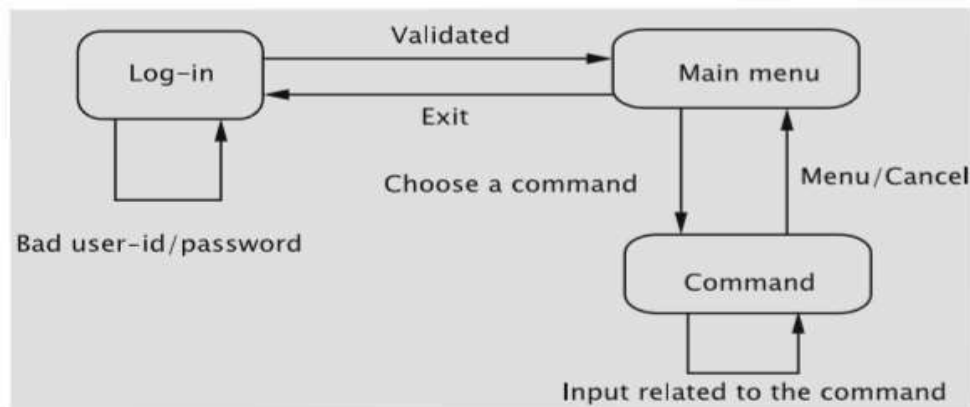 Validated
Log-in
Main menu
Exit
Choose a command
Menu/Cancel
Bad user-id/password
Command
Input related to the command